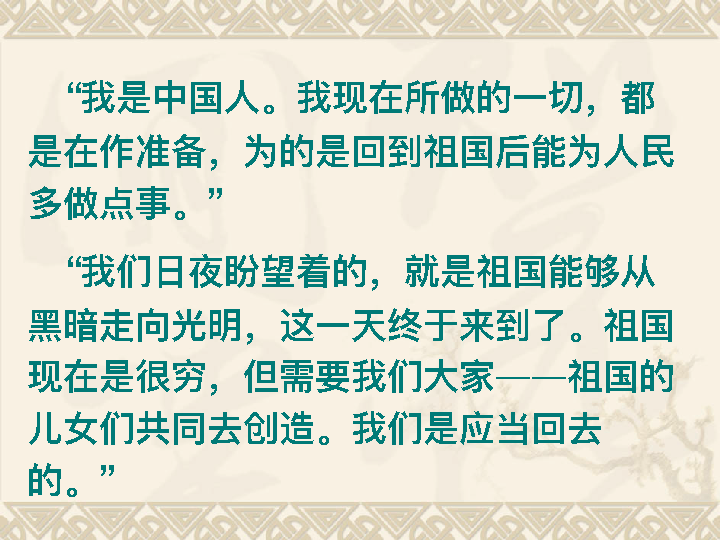 “我是中国人。我现在所做的一切，都
是在作准备，为的是回到祖国后能为人民
多做点事。”
“我们日夜盼望着的，就是祖国能够从
黑暗走向光明，这一天终于来到了。祖国
现在是很穷，但需要我们大家——祖国的
儿女们共同去创造。我们是应当回去
的。”